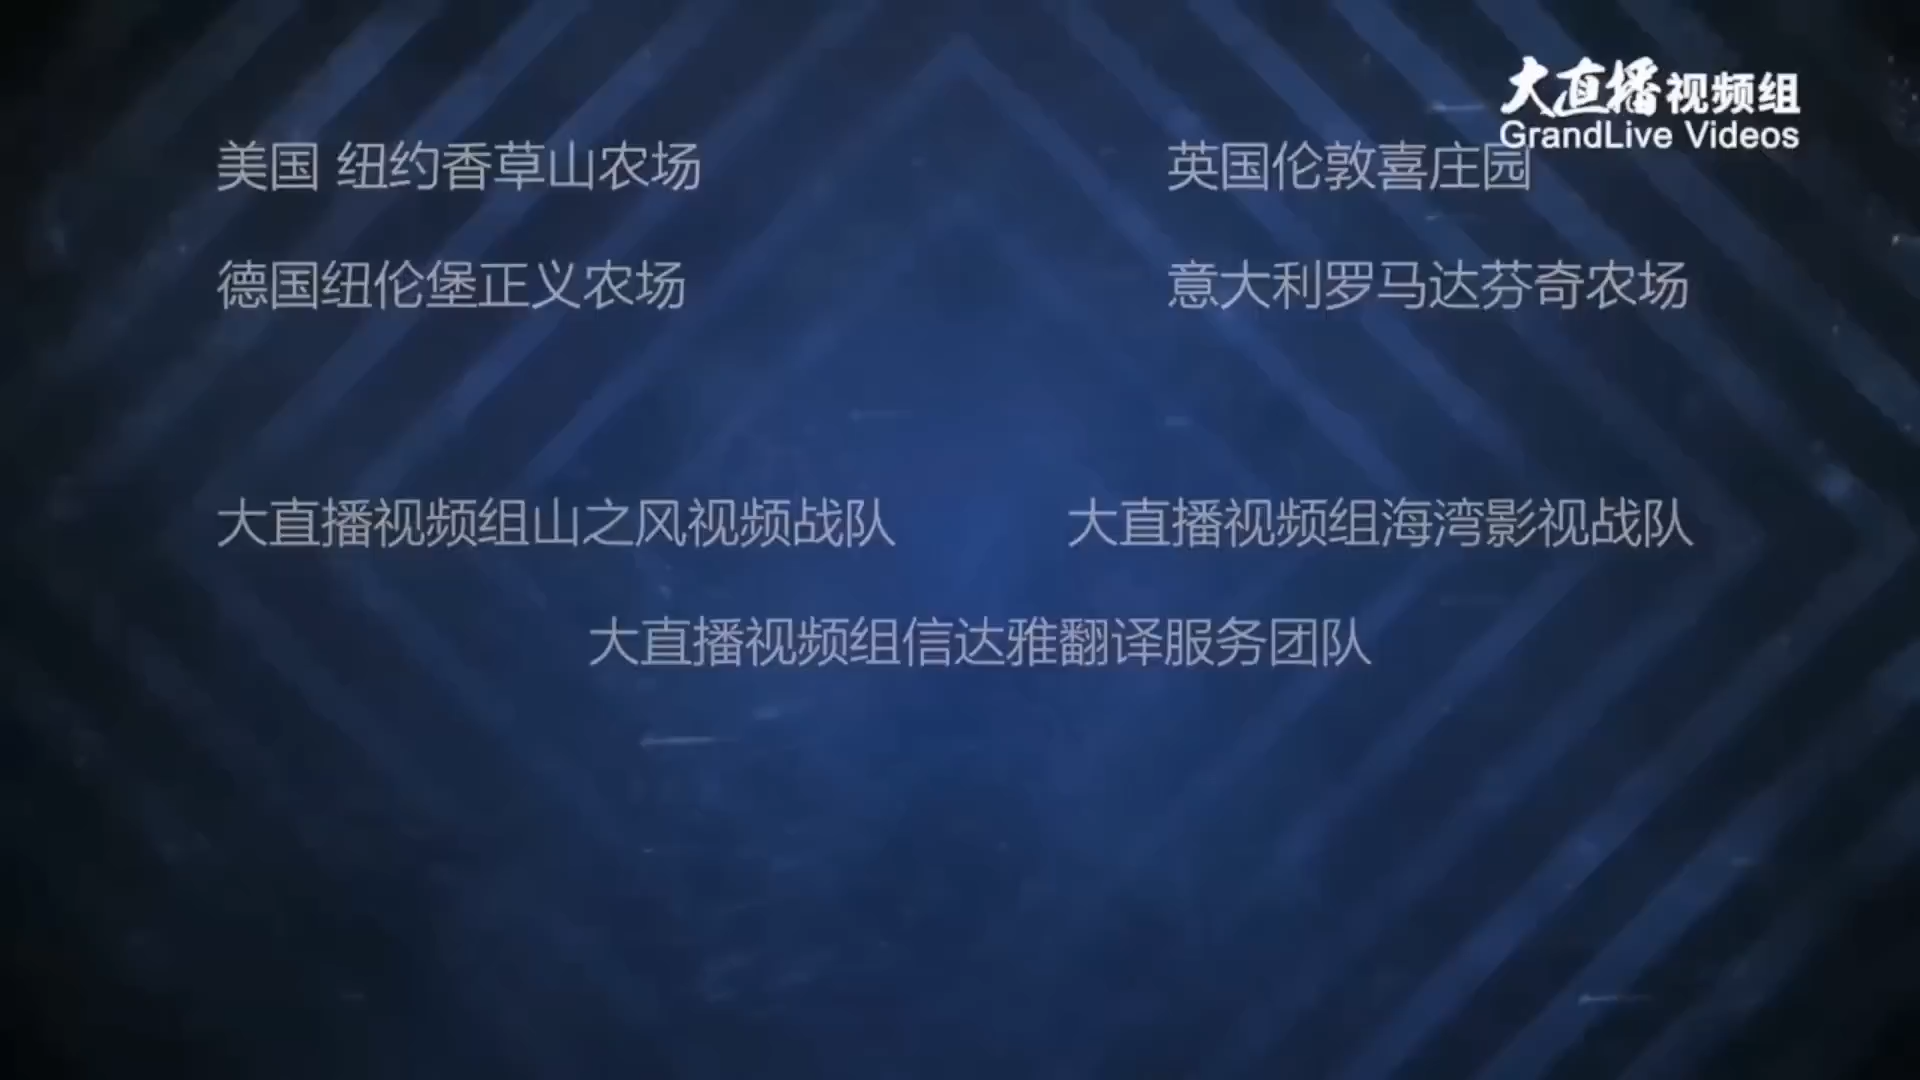 大直播视频组
GrandLive Videos
美国 纽约香草山农场
英国伦敦喜庄园
德国纽伦堡正义农场
意大利罗马达芬奇农场
大直播视频组山之风视频战队
大直播视频组海湾影视战队
大直播视频组信达雅翻译服务团队